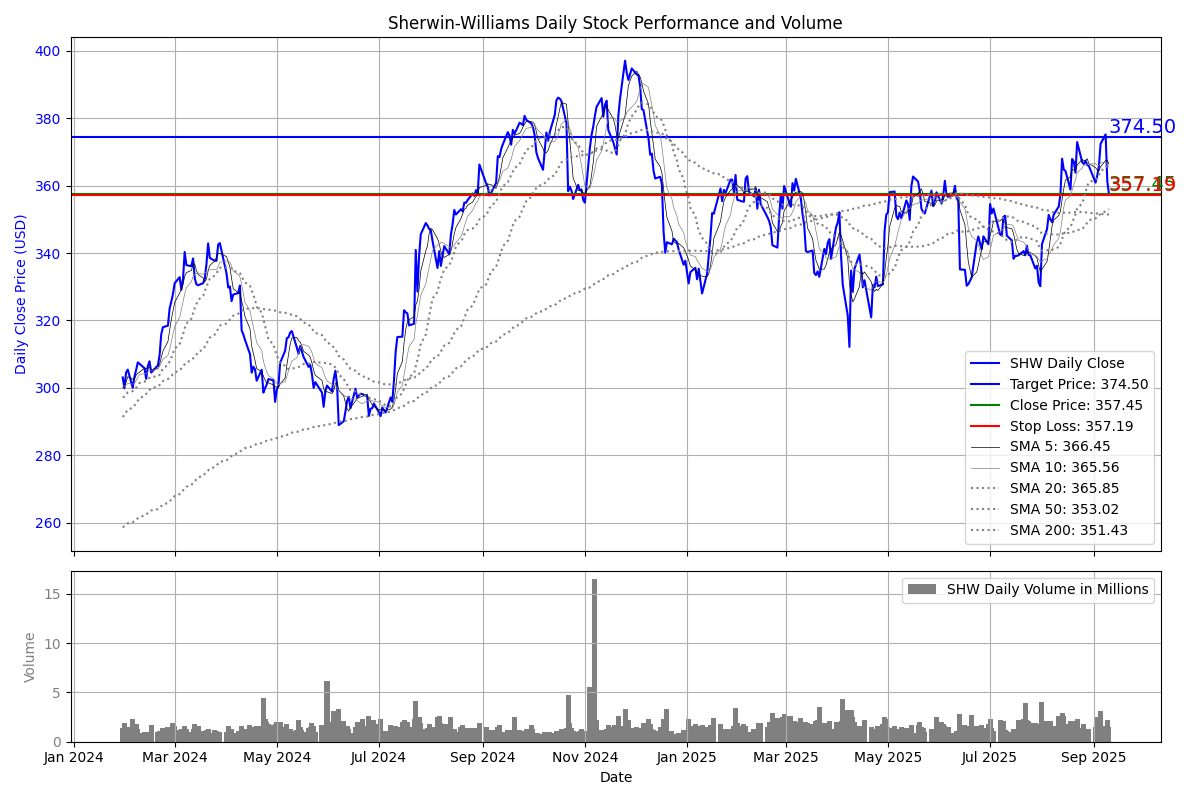 Sherwin-Williams Daily Stock Performance and Volume
400
380
360
340
320
300
280
260
Daily Close Price (USD)
374.50
357.19
SHW Daily Close
Target Price: 374.50
Close Price: 357.45
Stop Loss: 357.19
SMA 5: 366.45
SMA 10: 365.56
SMA 20: 365.85
SMA 50: 353.02
SMA 200: 351.43
15
10
5
0
Volume
SHW Daily Volume in Millions
Jan 2024
Mar 2024
May 2024
Jul 2024
Sep 2024
Nov 2024
Jan 2025
Mar 2025
May 2025
Jul 2025
Sep 2025
Date